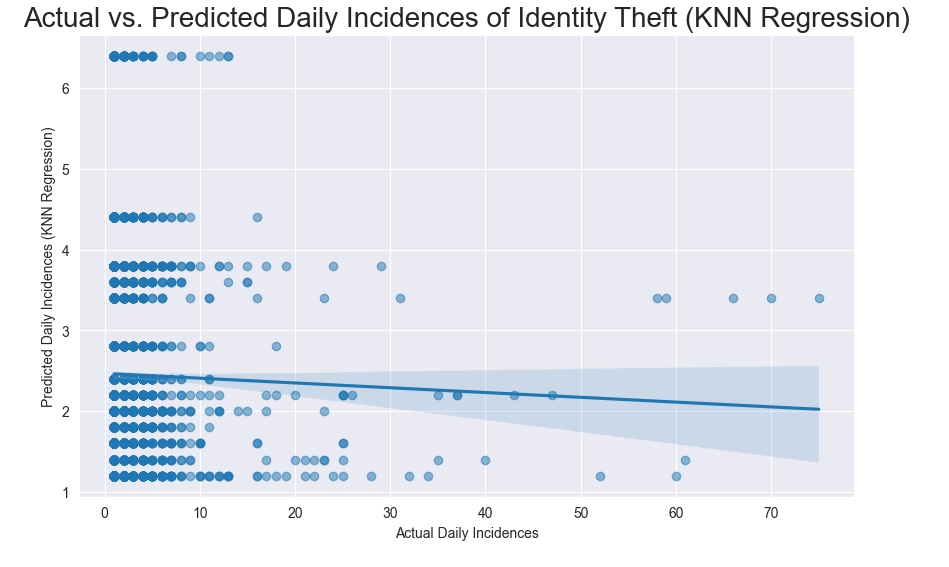 Actual vs. Predicted Daily Incidences of Identity Theft (KNN Regression)
Predicted Daily Incidences (KNN Regression)
6
5
4
3
2
1
0 10 20 30 40 50 60 70
Actual Daily Incidences